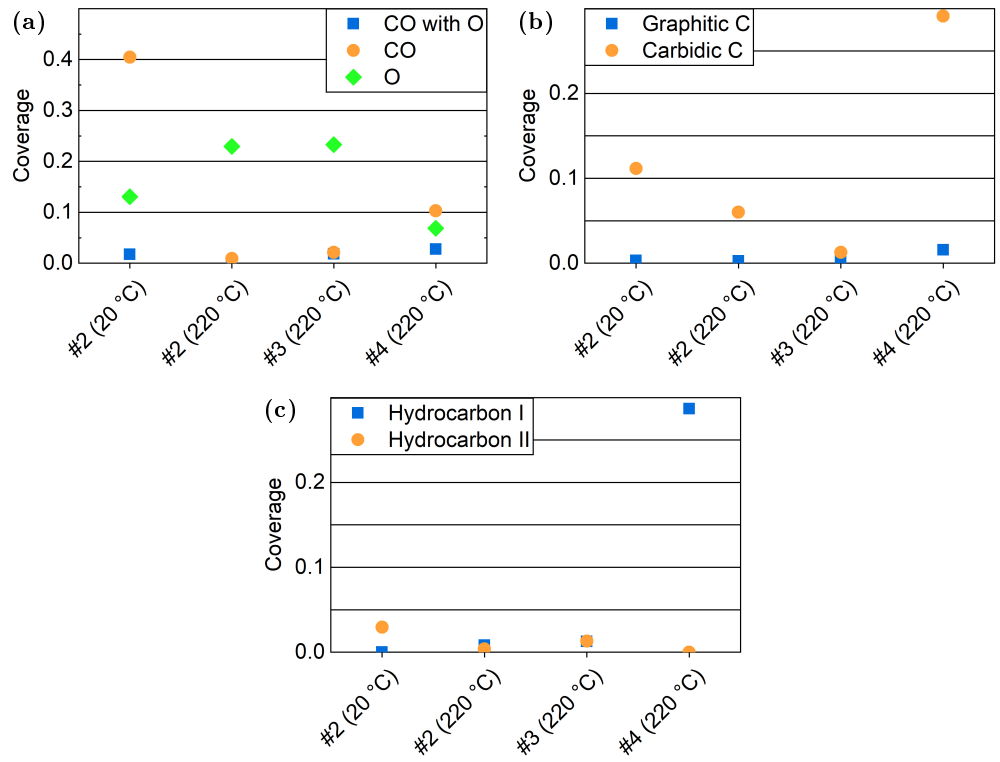 (a)
CO with O
CO
O
Coverage
0.4
0.3
0.2
0.1
0.0
#2 (20 °C)
#2 (220 °C)
#3 (220 °C)
#4 (220 °C)
(b)
Graphitic C
Carbidic C
Coverage
0.2
0.1
0.0
#2 (20 °C)
#2 (220 °C)
#3 (220 °C)
#4 (220 °C)
(c)
Hydrocarbon I
Hydrocarbon II
Coverage
0.2
0.1
0.0
#2 (20 °C)
#2 (220 °C)
#3 (220 °C)
#4 (220 °C)